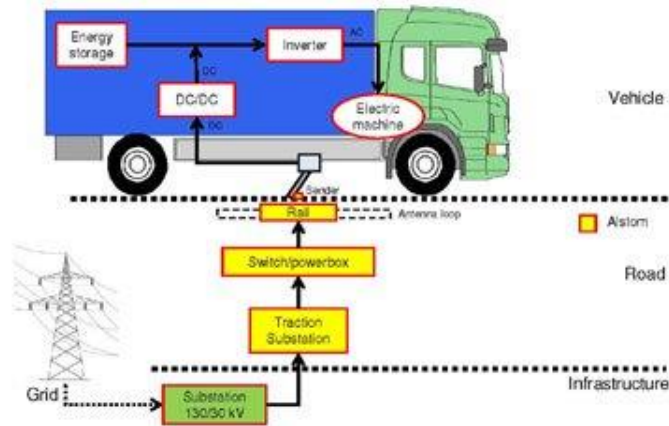 Energy
storage
Inverter
AC
DC
DC/DC
DC
Electric
machine
Vehicle
Sender
Rail
Antenna loop
Alstom
Switch/powerbox
Road
Traction
Substation
Infrastructure
Grid
Substation
130/30 kV